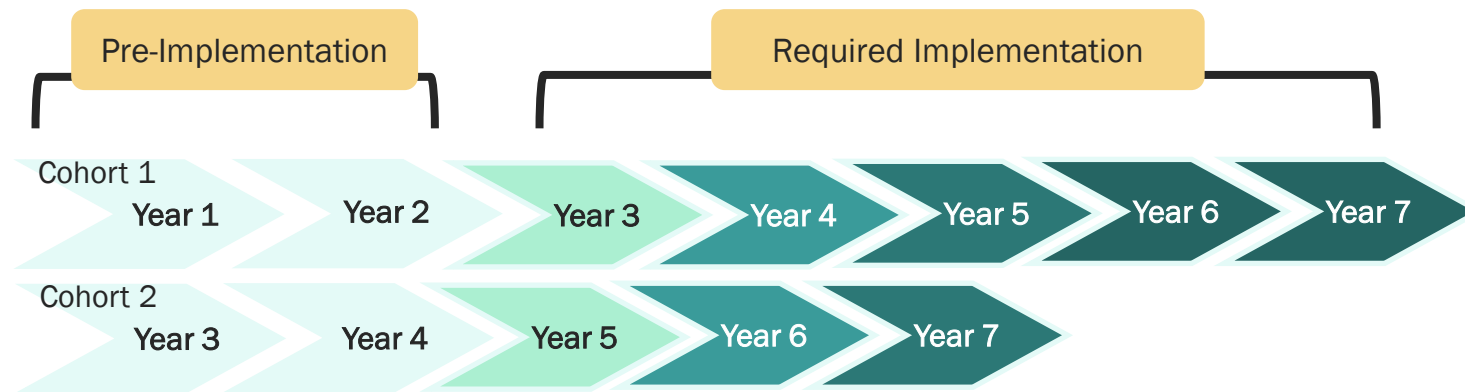 Pre-Implementation
Required Implementation
Cohort 1
Year 1
Year 2
Year 3
Year 4
Year 5
Year 6
Year 7
Cohort 2
Year 3
Year 4
Year 5
Year 6
Year 7